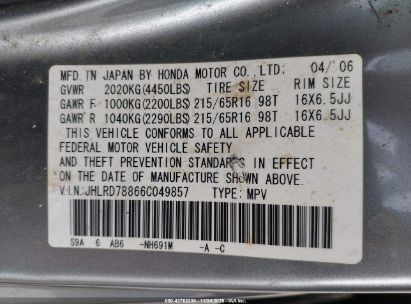 MFD. IN JAPAN BY HONDA MOTOR CO., LTD: 04/'06
GVWR 2020KG(4450LBS) TIRE SIZE RIM SIZE
GAWR F 1000KG(2200LBS) 215/65R16 98T 16X6.5JJ
GAWR R 1040KG(2290LBS) 215/65R16 98T 16X6.5JJ
THIS VEHICLE CONFORMS TO ALL APPLICABLE
FEDERAL MOTOR VEHICLE SAFETY
AND THEFT PREVENTION STANDARDS IN EFFECT
ON THE DATE OF MANUFACTURE SHOWN ABOVE.
V.I.N:JHLRD78866C049857 TYPE: MPV
S9A 6 AB6 -NH691M -A -C